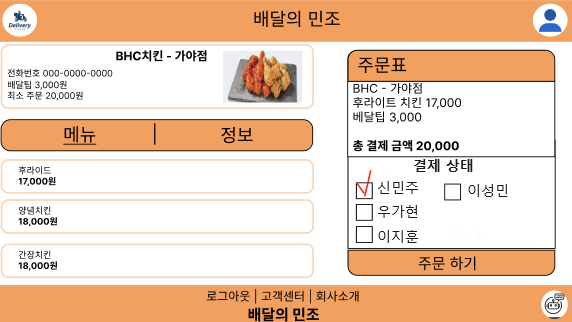 배달의 민조
Delivery
BHC치킨 - 가야점
전화번호 000-0000-0000
배달팁 3,000원
최소 주문 20,000원
메뉴 | 정보
후라이드
17,000원
양념치킨
18,000원
간장치킨
18,000원
주문표
BHC - 가야점
후라이트 치킨 17,000
베달팁 3,000
총 결제 금액 20,000
결제 상태
신민주 이성민
우가현
이지훈
주문 하기
로그아웃 | 고객센터 | 회사소개
배달의 민조